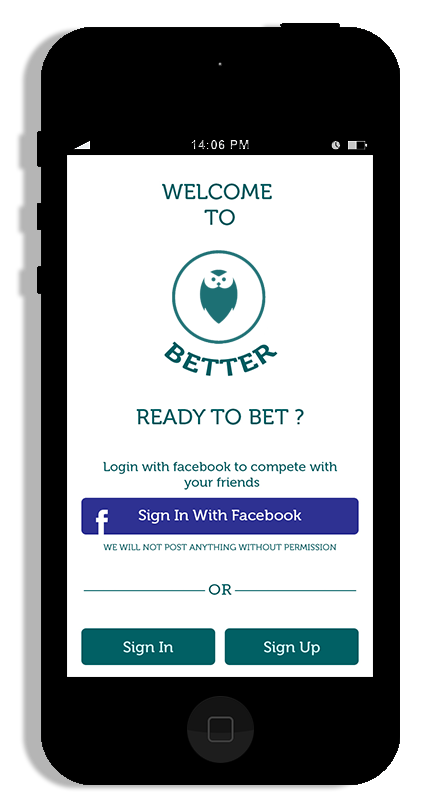 14:06 PM
WELCOME
TO
BETTER
READY TO BET ?
Login with facebook to compete with
your friends
f
Sign In With Facebook
WE WILL NOT POST ANYTHING WITHOUT PERMISSION
OR
Sign In
Sign Up